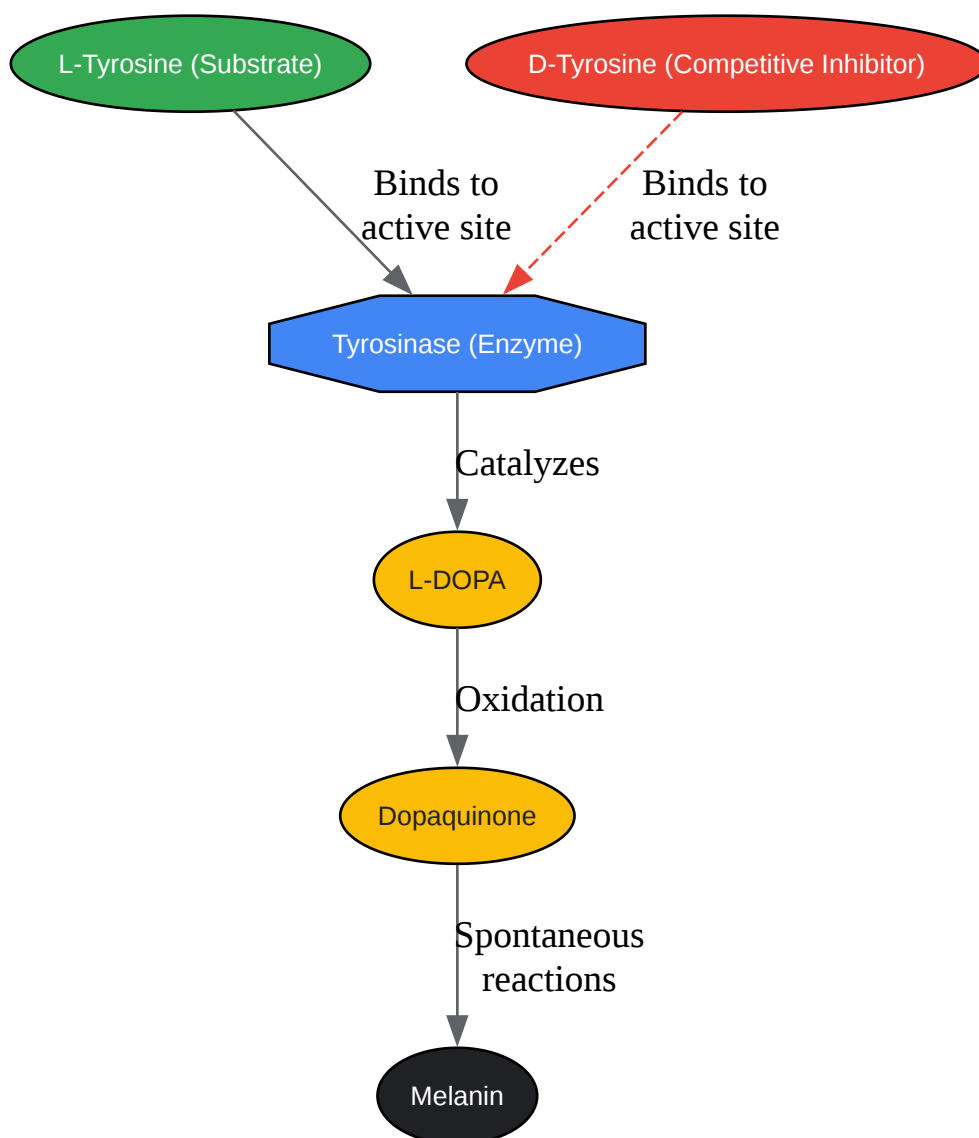 L-Tyrosine (Substrate)
D-Tyrosine (Competitive Inhibitor)
Binds to
active site
Binds to
active site
Tyrosinase (Enzyme)
Catalyzes
L-DOPA
Oxidation
Dopaquinone
Spontaneous
reactions
Melanin